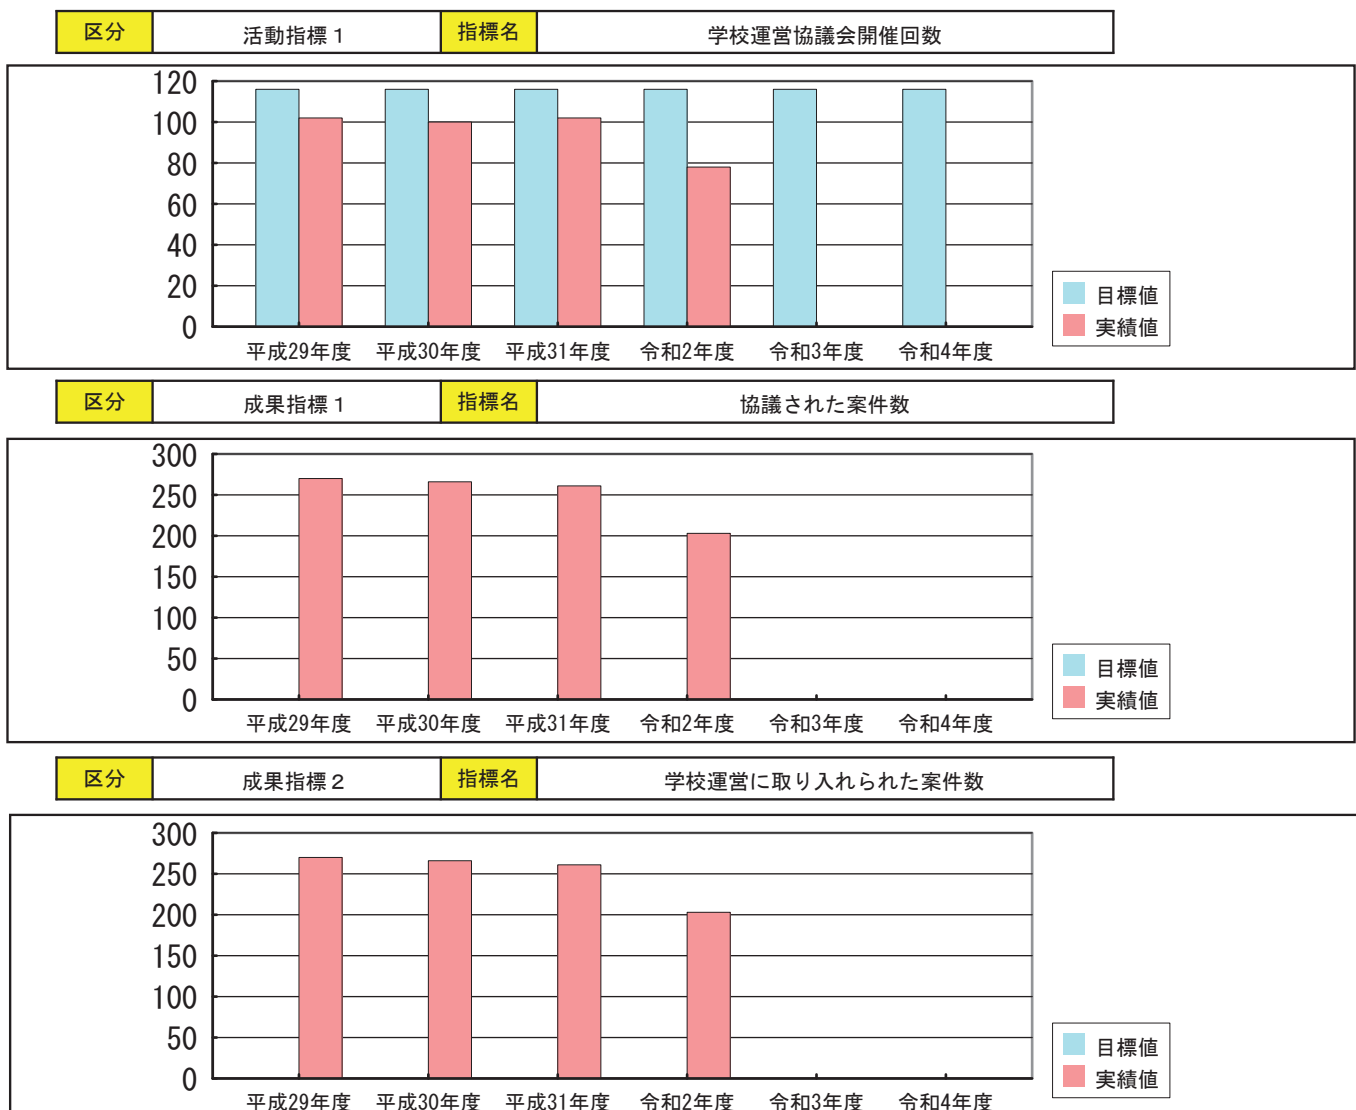 区分 活動指標１ 指標名 学校運営協議会開催回数
120
100
80
60
40
20
0
平成29年度 平成30年度 平成31年度 令和2年度 令和3年度 令和4年度
目標値
実績値
区分 成果指標１ 指標名 協議された案件数
300
250
200
150
100
50
0
平成29年度 平成30年度 平成31年度 令和2年度 令和3年度 令和4年度
目標値
実績値
区分 成果指標２ 指標名 学校運営に取り入れられた案件数
300
250
200
150
100
50
0
平成29年度 平成30年度 平成31年度 令和2年度 令和3年度 令和4年度
目標値
実績値